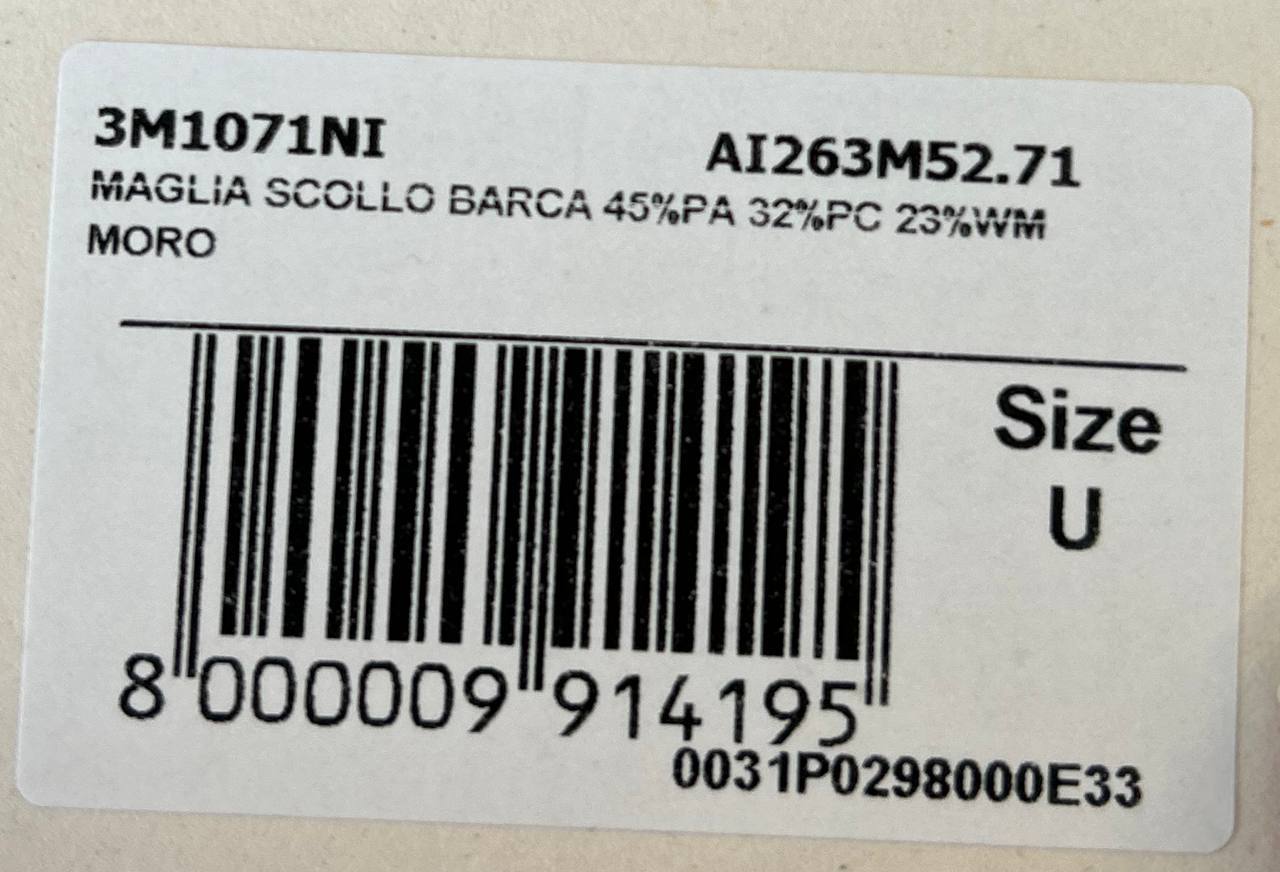 3M1071NI AI263M52.71
MAGLIA SCOLLO BARCA 45%PA 32%PC 23%WM
MORO
Size
U
8 000009 914195
0031P0298000E33